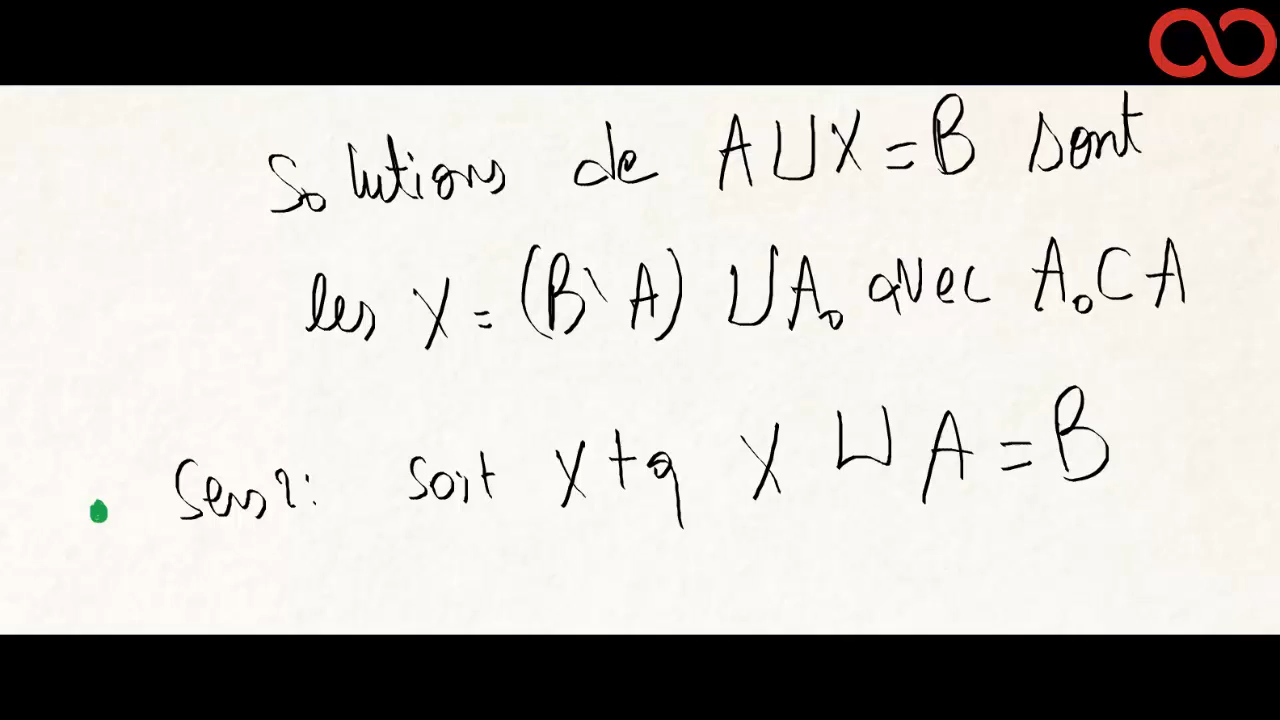 Solutions de A ∪ X = B sont
les X = (B \ A) ∪ A₀ avec A₀ ⊂ A
Sens 2 : soit X tq X ∪ A = B